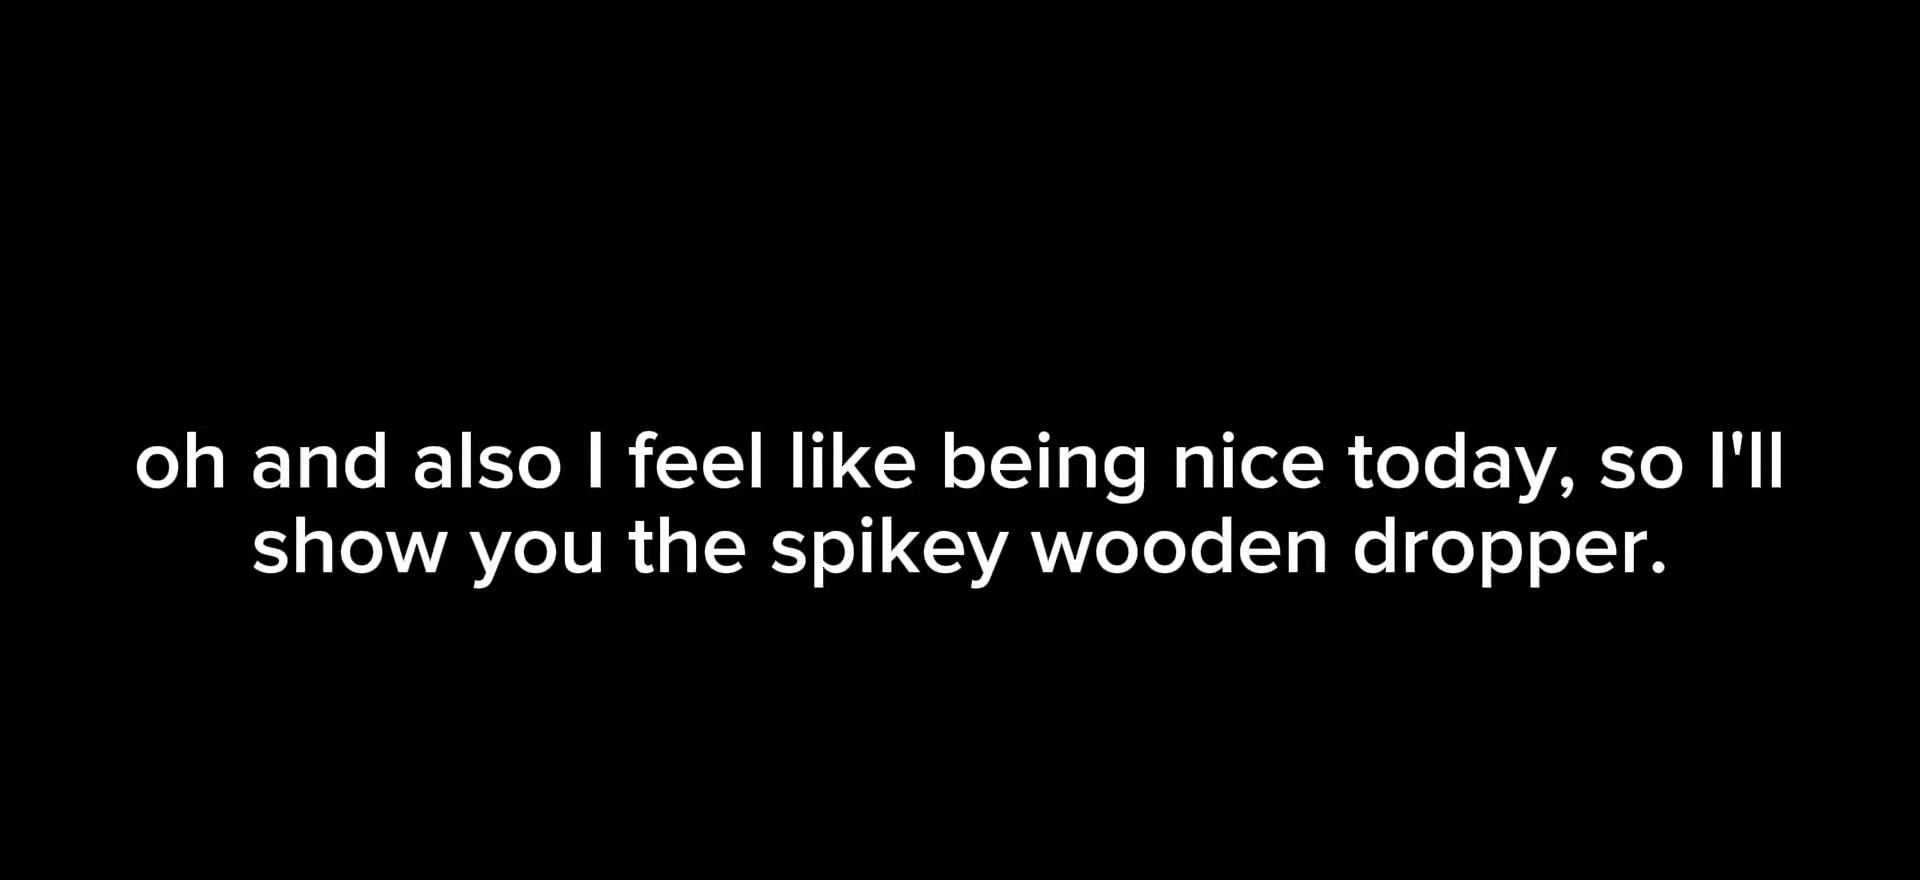 oh and also I feel like being nice today, so I'll
show you the spikey wooden dropper.